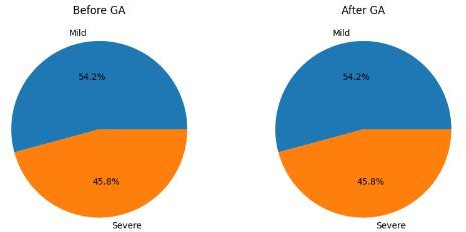 Before GA
Mild
54.2%
45.8%
Severe
After GA
Mild
54.2%
45.8%
Severe